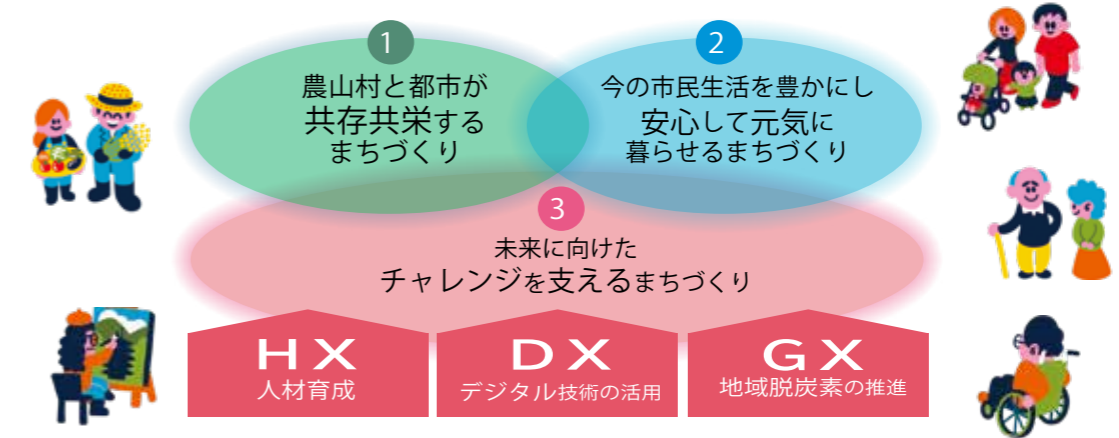 1
農山村と都市が
共存共栄する
まちづくり
2
今の市民生活を豊かにし
安心して元気に
暮らせるまちづくり
3
未来に向けた
チャレンジを支えるまちづくり
HX
人材育成
DX
デジタル技術の活用
GX
地域脱炭素の推進